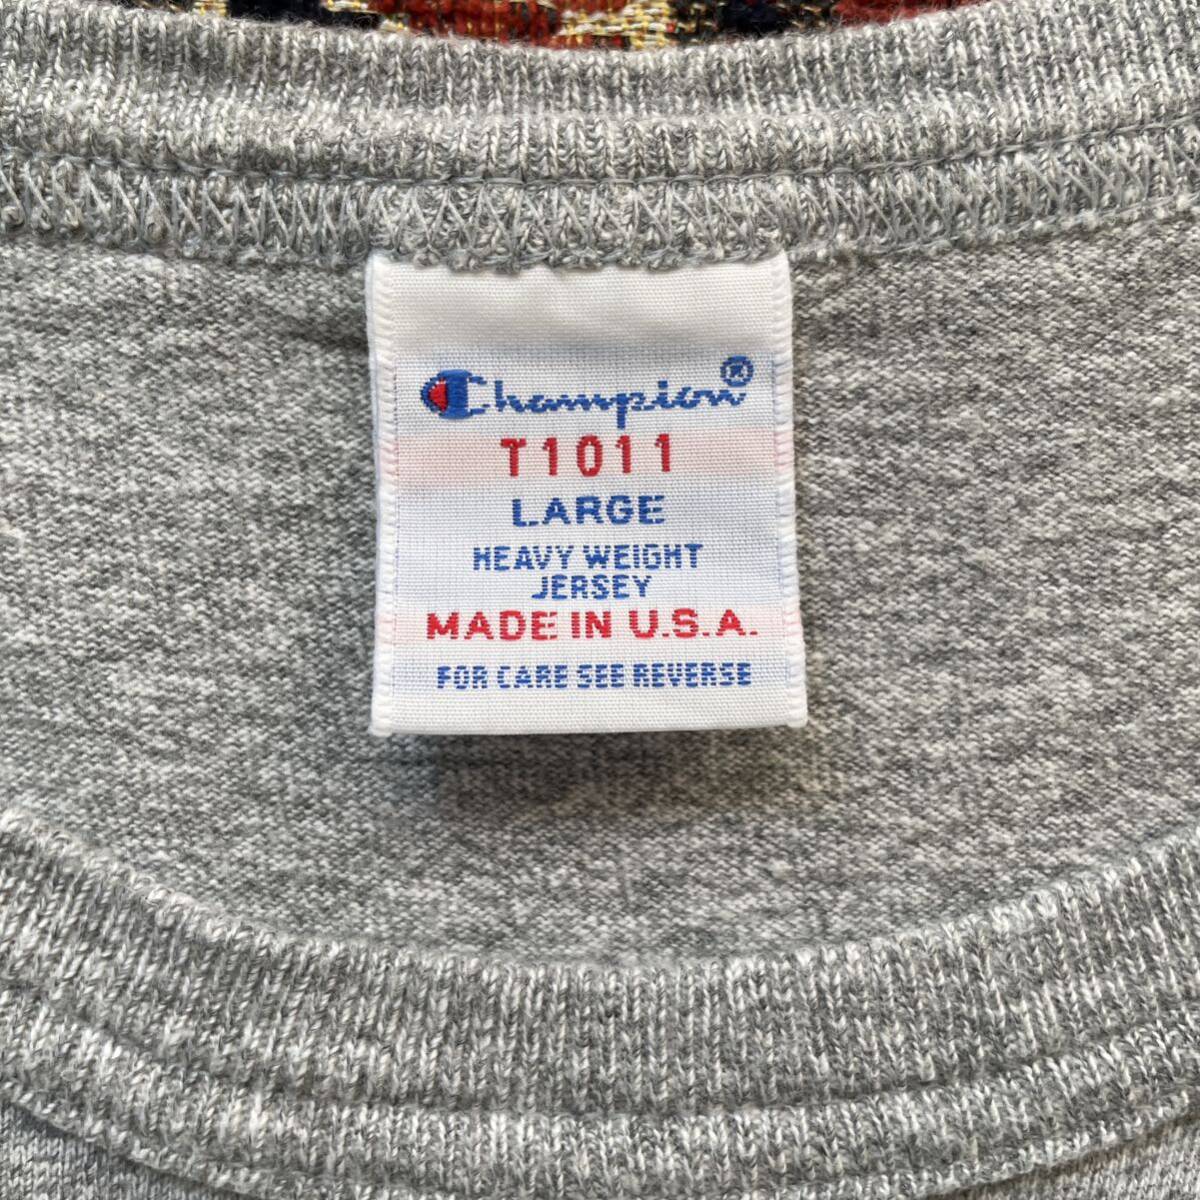 Champion®
T1011
LARGE
HEAVY WEIGHT
JERSEY
MADE IN U.S.A.
FOR CARE SEE REVERSE